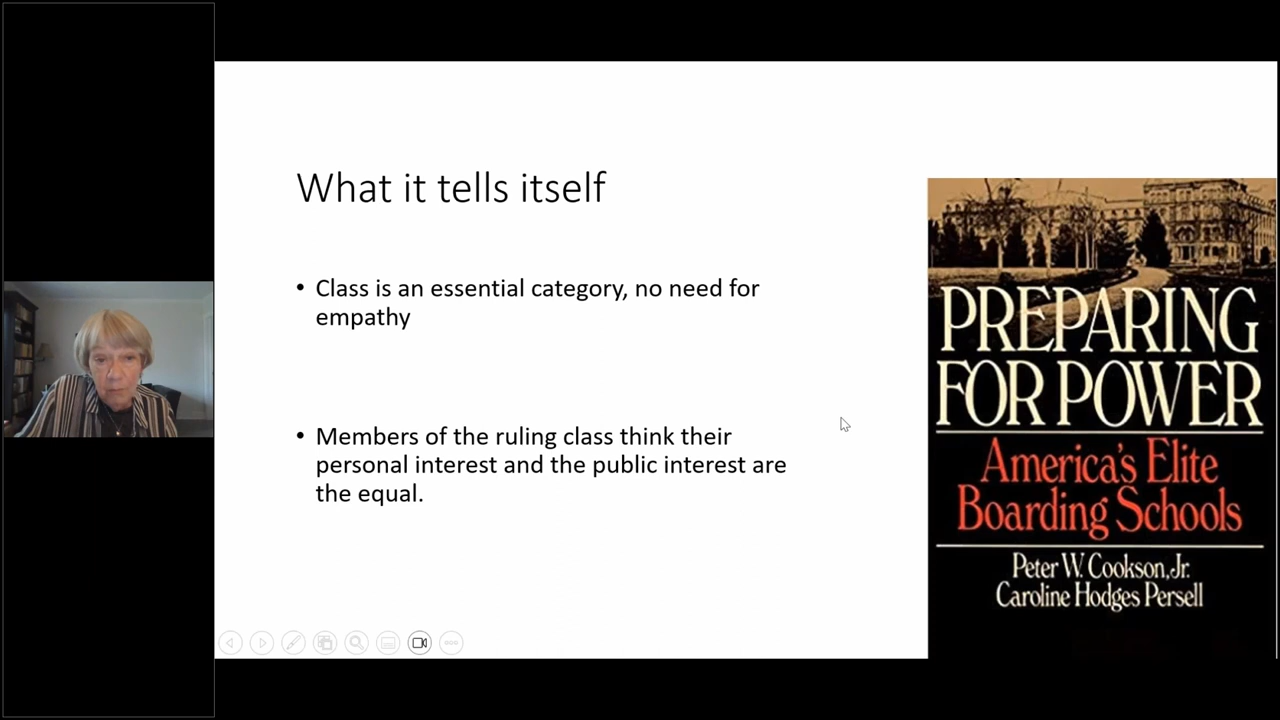 What it tells itself
• Class is an essential category, no need for
empathy
• Members of the ruling class think their
personal interest and the public interest are
the equal.
PREPARING
FOR POWER
America's Elite
Boarding Schools
Peter W. Cookson, Jr.
Caroline Hodges Persell